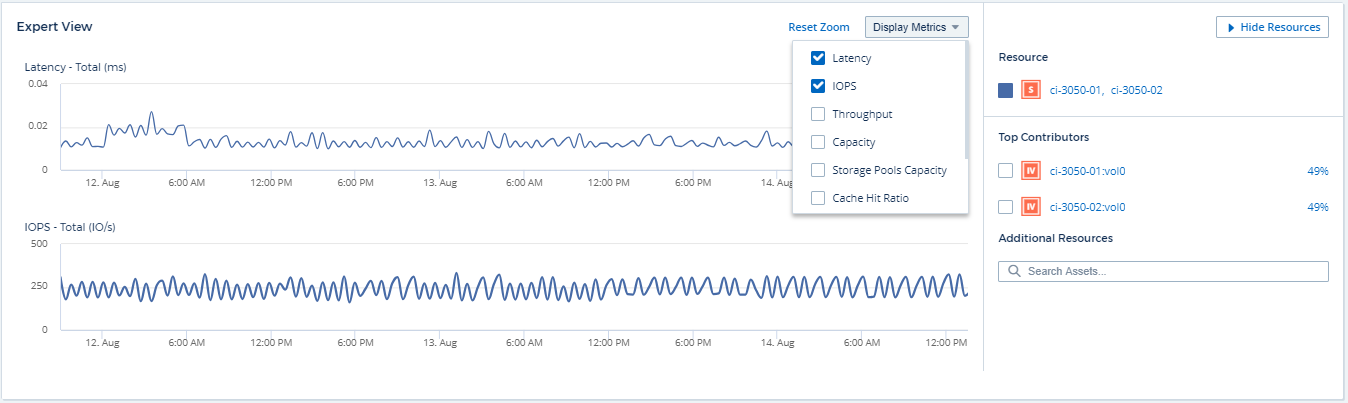 Expert View
Reset Zoom
Display Metrics
Hide Resources
Latency - Total (ms)
0.04
0.02
0
12. Aug 6:00 AM 12:00 PM 6:00 PM 13. Aug 6:00 AM 12:00 PM 6:00 PM 14. Aug
Latency
IOPS
Throughput
Capacity
Storage Pools Capacity
Cache Hit Ratio
IOPS - Total (IO/s)
500
250
0
12. Aug 6:00 AM 12:00 PM 6:00 PM 13. Aug 6:00 AM 12:00 PM 6:00 PM 14. Aug 6:00 AM 12:00 PM
Resource
S ci-3050-01, ci-3050-02
Top Contributors
IV ci-3050-01:vol0 49%
IV ci-3050-02:vol0 49%
Additional Resources
Search Assets...